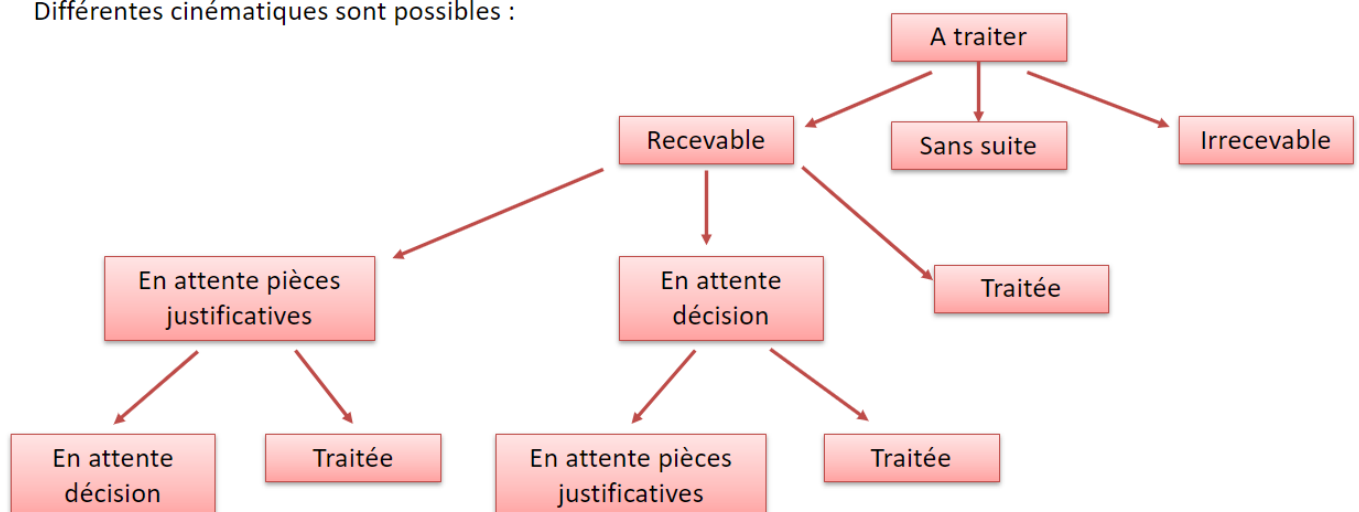 Différentes cinématiques sont possibles :
A traiter
Recevable
Sans suite
Irrecevable
En attente pièces
justificatives
En attente
décision
Traitée
En attente
décision
Traitée
En attente pièces
justificatives
Traitée